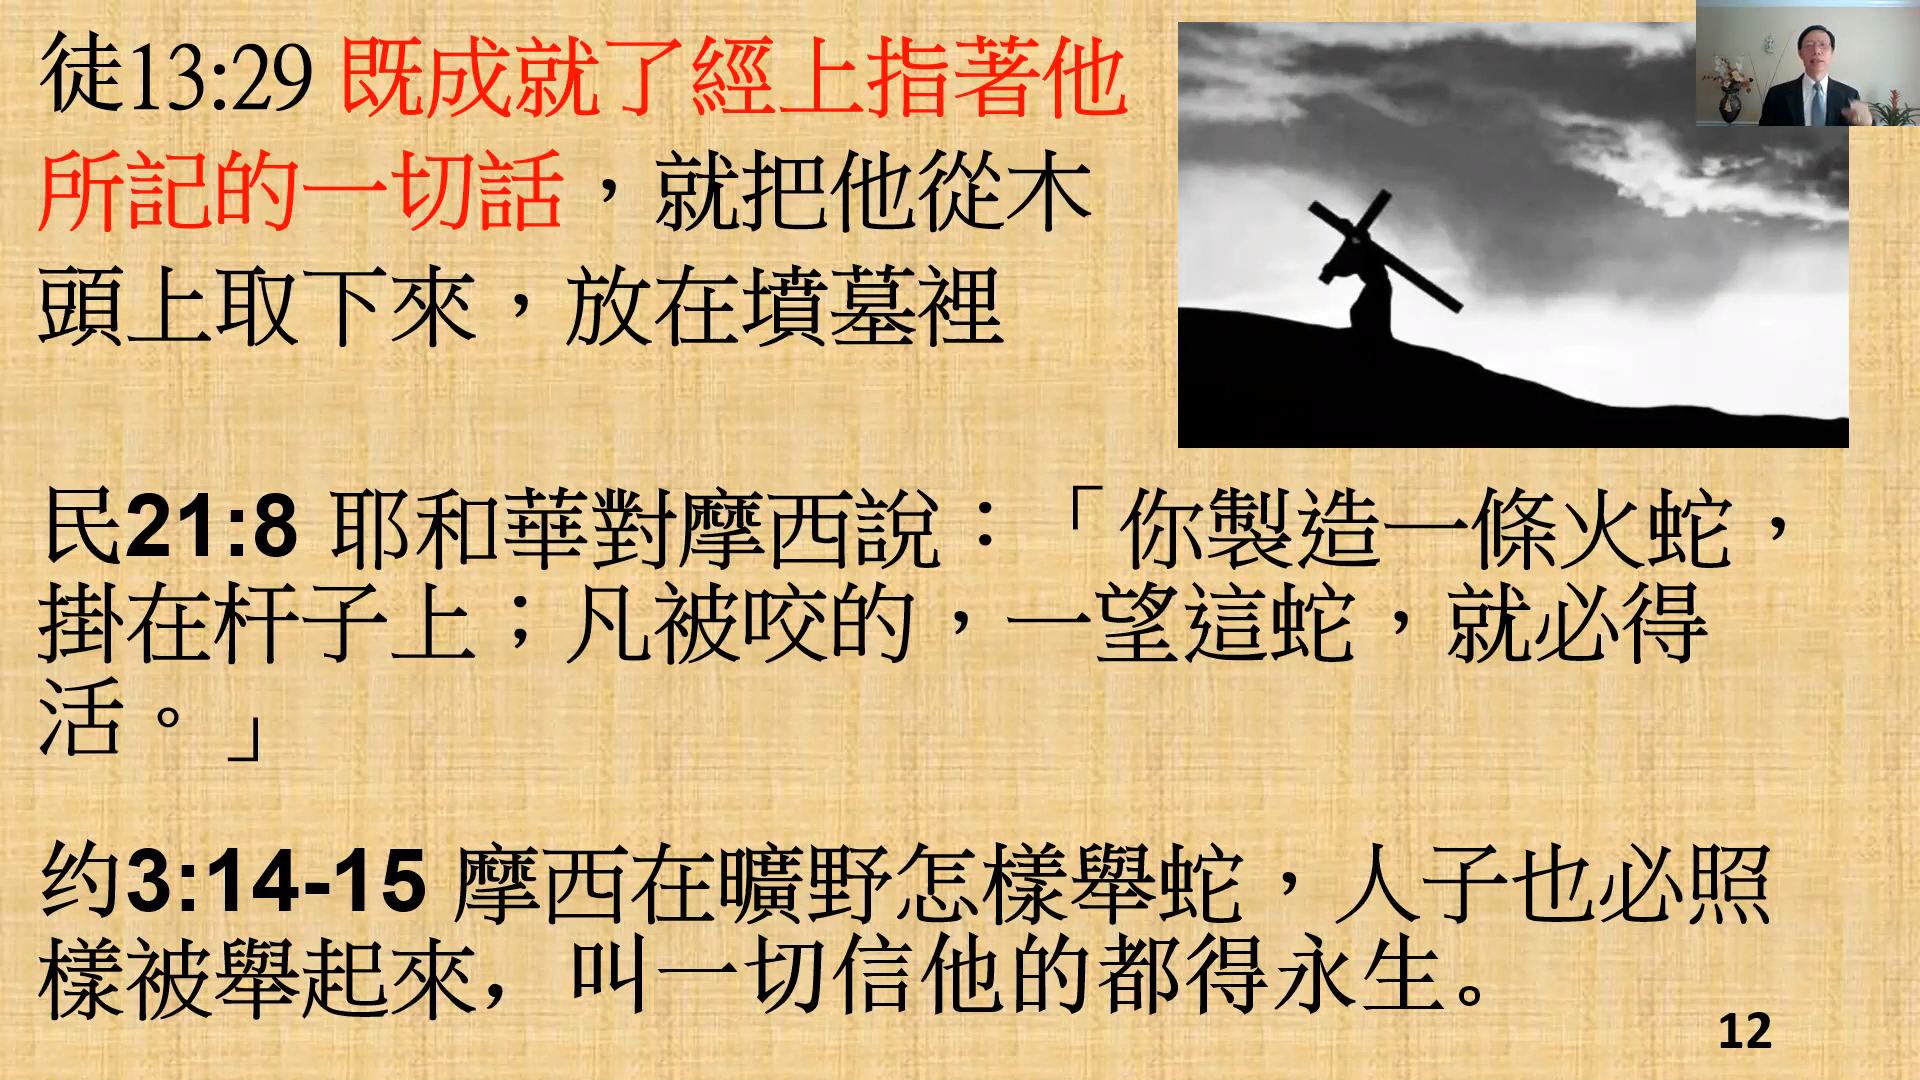 徒13:29 既成就了經上指著他
所記的一切話，就把他從木
頭上取下來，放在墳墓裡
民21:8 耶和華對摩西說：「你製造一條火蛇，
掛在杆子上；凡被咬的，一望這蛇，就必得
活。」
约3:14-15 摩西在曠野怎樣舉蛇，人子也必照
樣被舉起來，叫一切信他的都得永生。
12